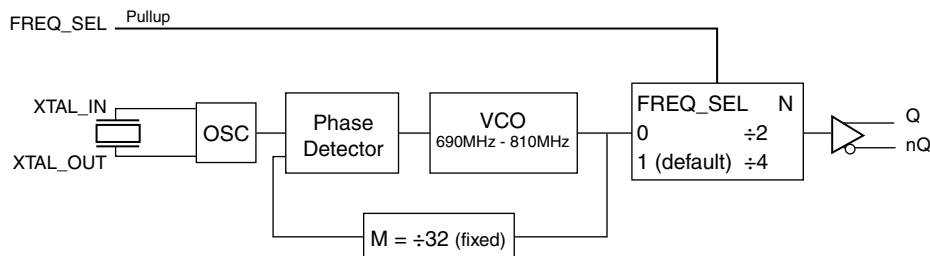 FREQ_SEL Pullup
XTAL_IN
XTAL_OUT
OSC
Phase
Detector
VCO
690MHz - 810MHz
M = ÷32 (fixed)
FREQ_SEL N
0 ÷2
1 (default) ÷4
Q
nQ